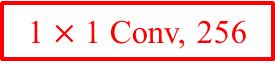 1 × 1 Conv, 256